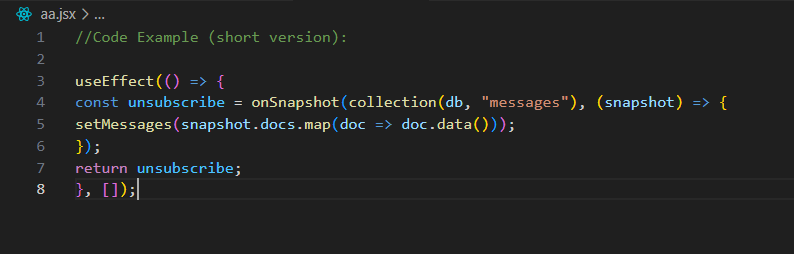 aa.jsx > ...
1 //Code Example (short version):
2
3 useEffect(() => {
4 const unsubscribe = onSnapshot(collection(db, "messages"), (snapshot) => {
5 setMessages(snapshot.docs.map(doc => doc.data()));
6 });
7 return unsubscribe;
8 }, []);